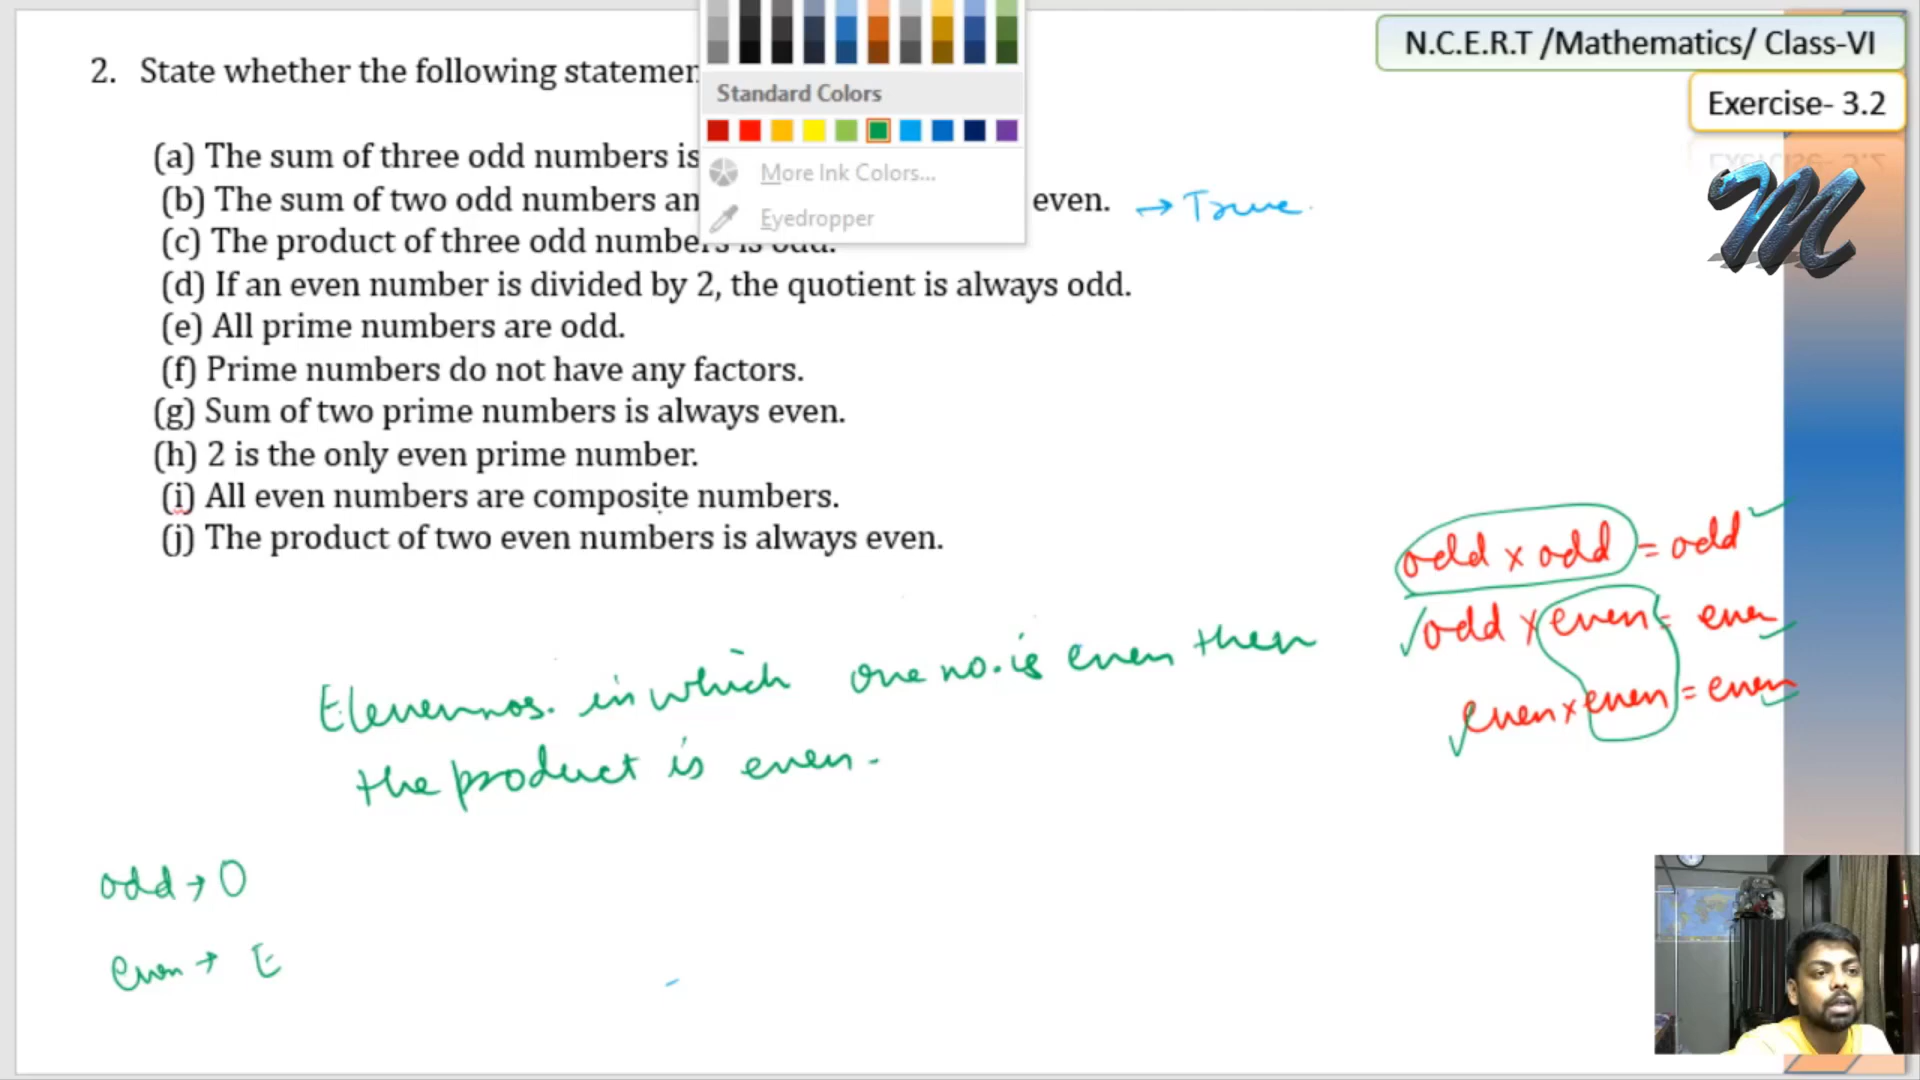 N.C.E.R.T /Mathematics/ Class-VI
Exercise- 3.2
2. State whether the following
Standard Colors
More Ink Colors...
Eyedropper
(a) The sum of three odd numbers is
(b) The sum of two odd numbers even. → True.
(c) The product of three odd numbers is odd.
(d) If an even number is divided by 2, the quotient is always odd.
(e) All prime numbers are odd.
(f) Prime numbers do not have any factors.
(g) Sum of two prime numbers is always even.
(h) 2 is the only even prime number.
(i) All even numbers are composite numbers.
(j) The product of two even numbers is always even.
odd x odd = odd
odd x even = even
even x even = even
Eleven nos. in which one no. is even then
the product is even.
odd → O
even → E